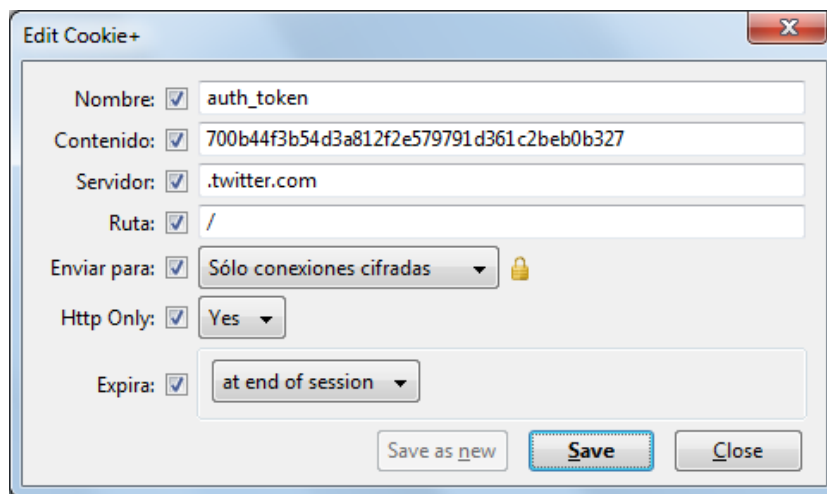 Edit Cookie+
Nombre: auth_token
Contenido: 700b44f3b54d3a812f2e579791d361c2beb0b327
Servidor: .twitter.com
Ruta: /
Enviar para: Sólo conexiones cifradas
Http Only: Yes
Expira: at end of session
Save as new Save Close